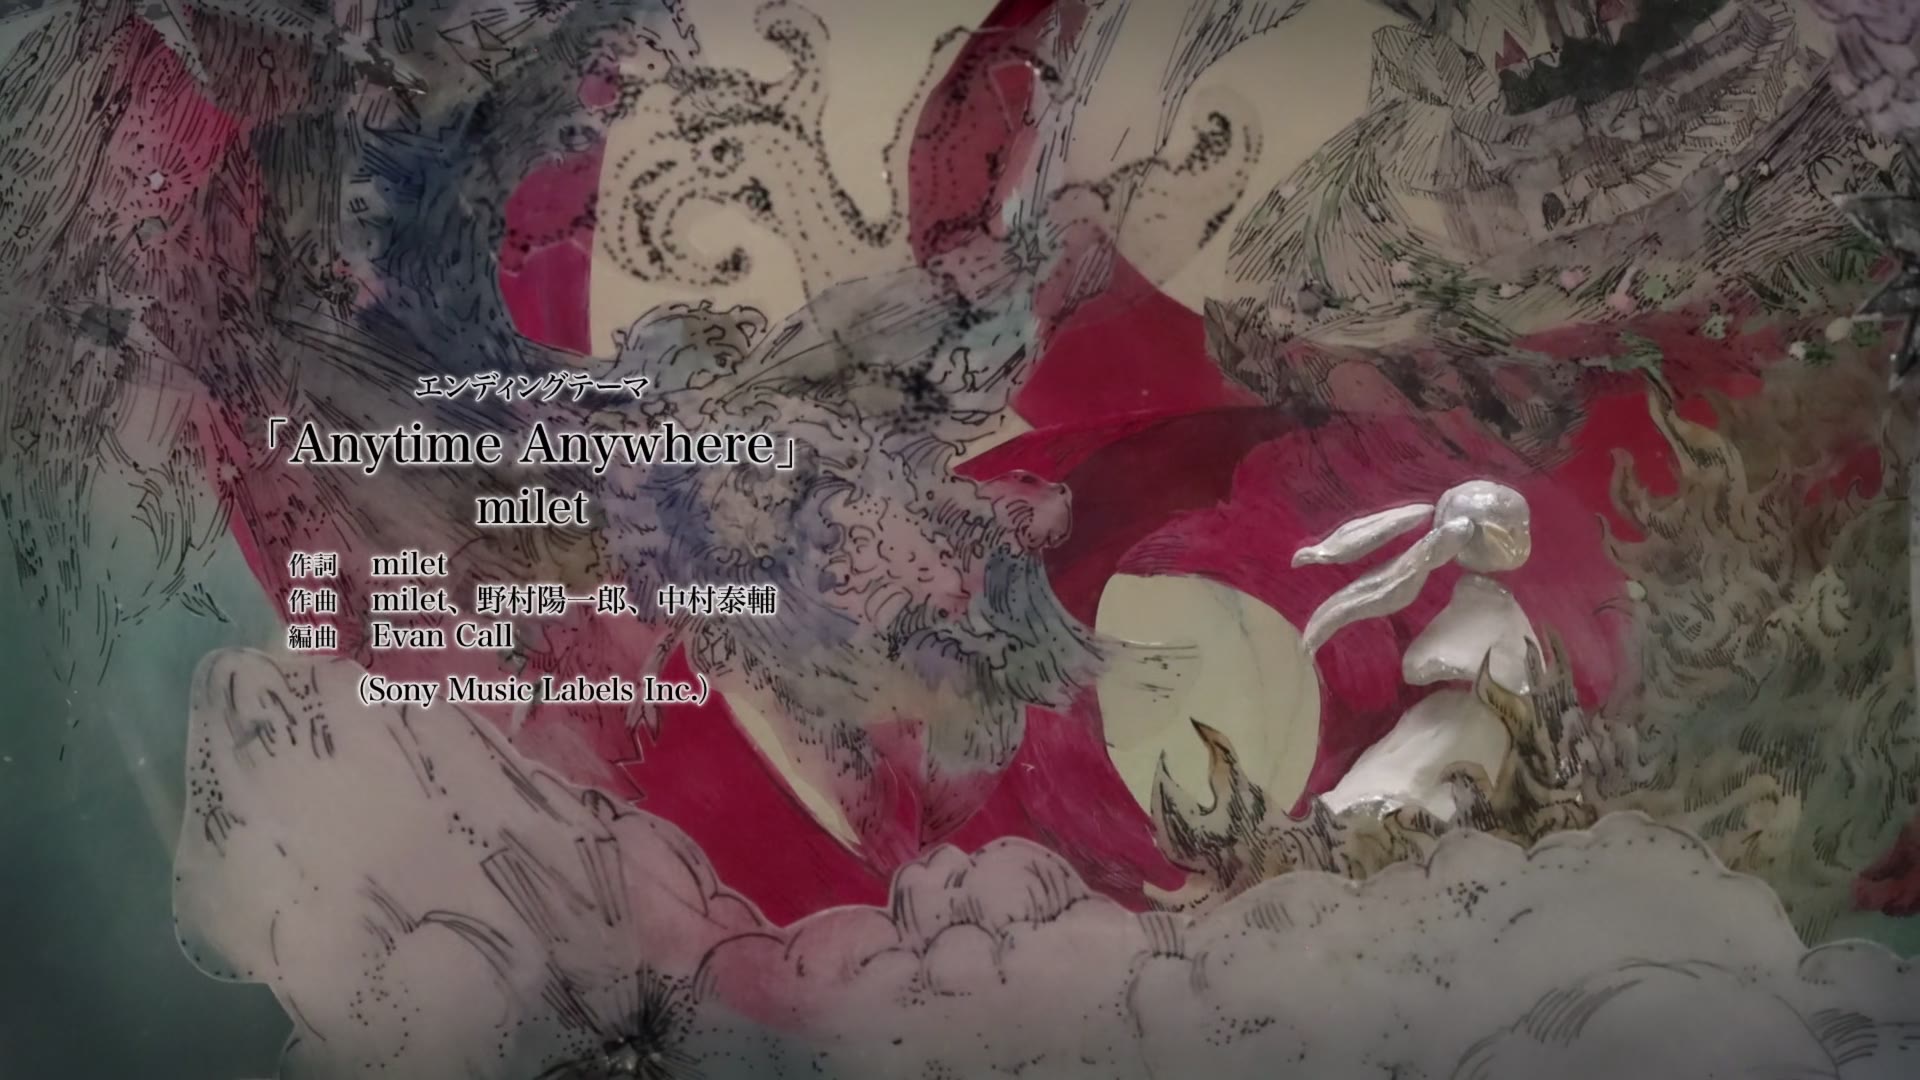 エンディングテーマ
「Anytime Anywhere」
milet
作詞 milet
作曲 milet、野村陽一郎、中村泰輔
編曲 Evan Call
(Sony Music Labels Inc.)